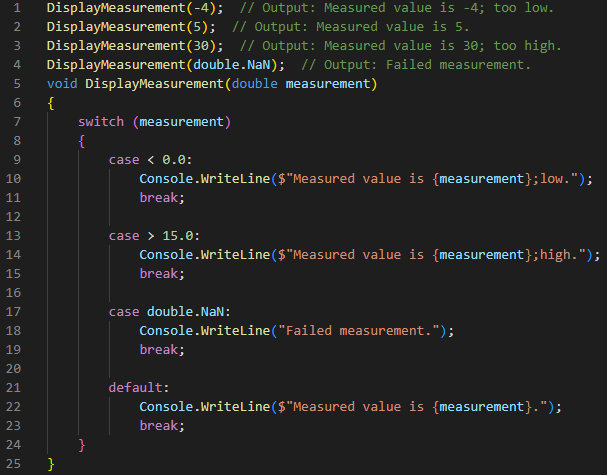 1 DisplayMeasurement(-4);  // Output: Measured value is -4; too low.
2 DisplayMeasurement(5);  // Output: Measured value is 5.
3 DisplayMeasurement(30);  // Output: Measured value is 30; too high.
4 DisplayMeasurement(double.NaN);  // Output: Failed measurement.
5 void DisplayMeasurement(double measurement)
6 {
7     switch (measurement)
8     {
9         case < 0.0:
10             Console.WriteLine($"Measured value is {measurement};low.");
11             break;
12
13         case > 15.0:
14             Console.WriteLine($"Measured value is {measurement};high.");
15             break;
16
17         case double.NaN:
18             Console.WriteLine("Failed measurement.");
19             break;
20
21         default:
22             Console.WriteLine($"Measured value is {measurement}.");
23             break;
24     }
25 }